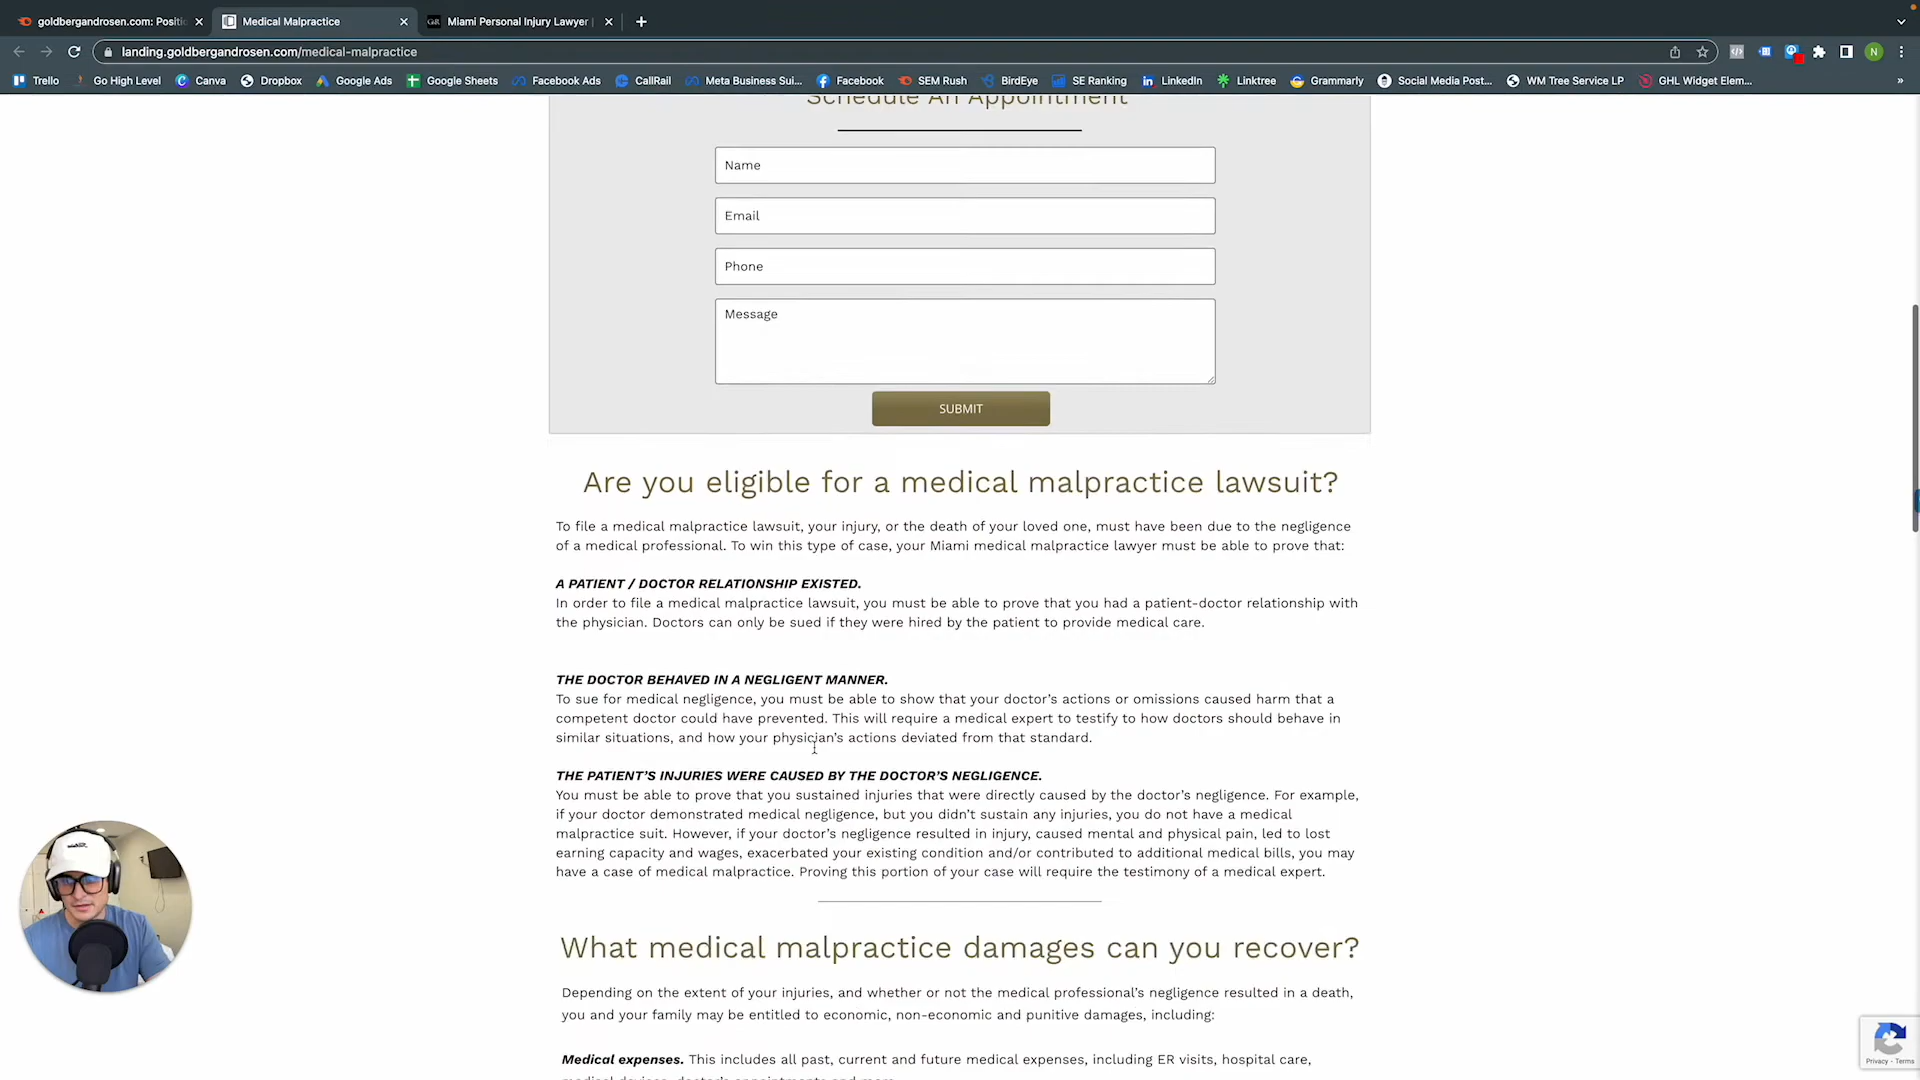 goldbergandrosen.com: Positi
Medical Malpractice
GR Miami Personal Injury Lawyer |
landing.goldbergandrosen.com/medical-malpractice
N
Trello Go High Level Canva Dropbox Google Ads Google Sheets Facebook Ads CallRail Meta Business Sui... Facebook SEM Rush BirdEye SE Ranking LinkedIn Linktree Grammarly Social Media Post... WM Tree Service LP GHL Widget Elem... »
Schedule An Appointment
Name
Email
Phone
Message
SUBMIT
Are you eligible for a medical malpractice lawsuit?
To file a medical malpractice lawsuit, your injury, or the death of your loved one, must have been due to the negligence
of a medical professional. To win this type of case, your Miami medical malpractice lawyer must be able to prove that:
A PATIENT / DOCTOR RELATIONSHIP EXISTED.
In order to file a medical malpractice lawsuit, you must be able to prove that you had a patient-doctor relationship with
the physician. Doctors can only be sued if they were hired by the patient to provide medical care.
THE DOCTOR BEHAVED IN A NEGLIGENT MANNER.
To sue for medical negligence, you must be able to show that your doctor's actions or omissions caused harm that a
competent doctor could have prevented. This will require a medical expert to testify to how doctors should behave in
similar situations, and how your physician's actions deviated from that standard.
THE PATIENT'S INJURIES WERE CAUSED BY THE DOCTOR'S NEGLIGENCE.
You must be able to prove that you sustained injuries that were directly caused by the doctor's negligence. For example,
if your doctor demonstrated medical negligence, but you didn't sustain any injuries, you do not have a medical
malpractice suit. However, if your doctor's negligence resulted in injury, caused mental and physical pain, led to lost
earning capacity and wages, exacerbated your existing condition and/or contributed to additional medical bills, you may
have a case of medical malpractice. Proving this portion of your case will require the testimony of a medical expert.
What medical malpractice damages can you recover?
Depending on the extent of your injuries, and whether or not the medical professional's negligence resulted in a death,
you and your family may be entitled to economic, non-economic and punitive damages, including:
Medical expenses. This includes all past, current and future medical expenses, including ER visits, hospital care,
medical devices, doctor's appointments and more.
Privacy - Terms